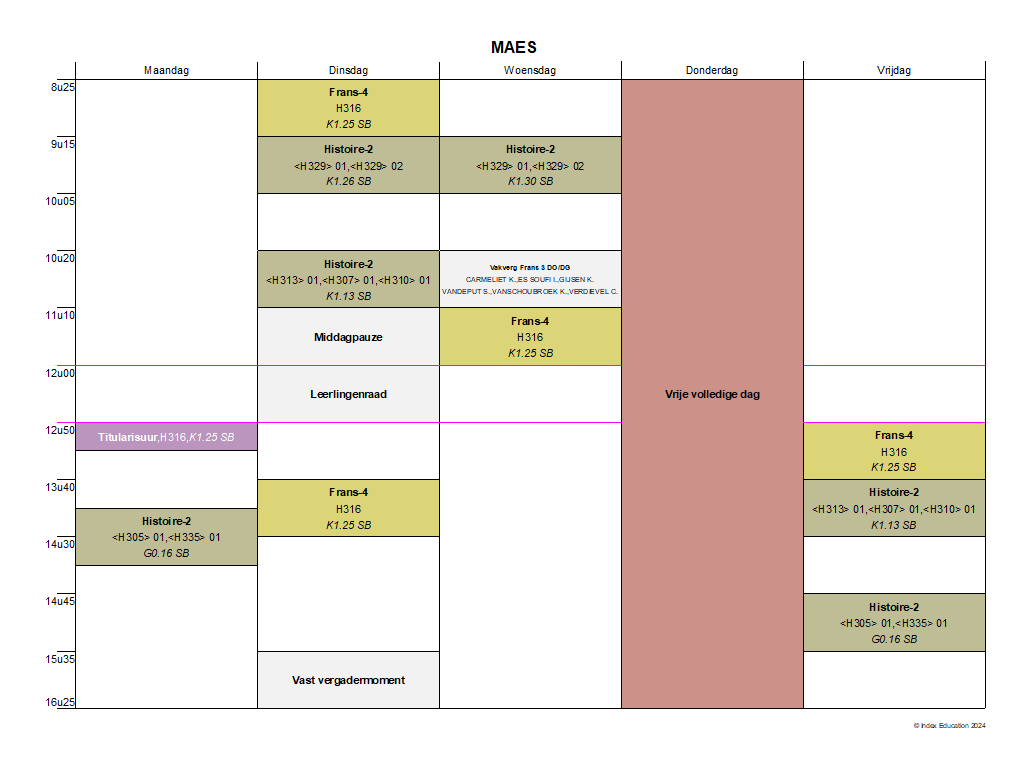 MAES
Maandag Dinsdag Woensdag Donderdag Vrijdag
8u25
9u15
10u05
10u20
11u10
12u00
12u50
13u40
14u30
14u45
15u35
16u25
Titularisuur,H316,K1.25 SB
Histoire-2
<H305> 01,<H335> 01
G0.16 SB
Frans-4
H316
K1.25 SB
Histoire-2
<H329> 01,<H329> 02
K1.26 SB
Histoire-2
<H313> 01,<H307> 01,<H310> 01
K1.13 SB
Middagpauze
Leerlingenraad
Frans-4
H316
K1.25 SB
Vast vergadermoment
Histoire-2
<H329> 01,<H329> 02
K1.30 SB
Vakverg Frans 3 DO/DG
CARMELIET K.,ES SOUFI I.,GIJSEN K.
VANDEPUT S.,VANSCHOUBROEK K.,VERDIEVEL C.
Frans-4
H316
K1.25 SB
Vrije volledige dag
Frans-4
H316
K1.25 SB
Histoire-2
<H313> 01,<H307> 01,<H310> 01
K1.13 SB
Histoire-2
<H305> 01,<H335> 01
G0.16 SB
© Index Education 2024